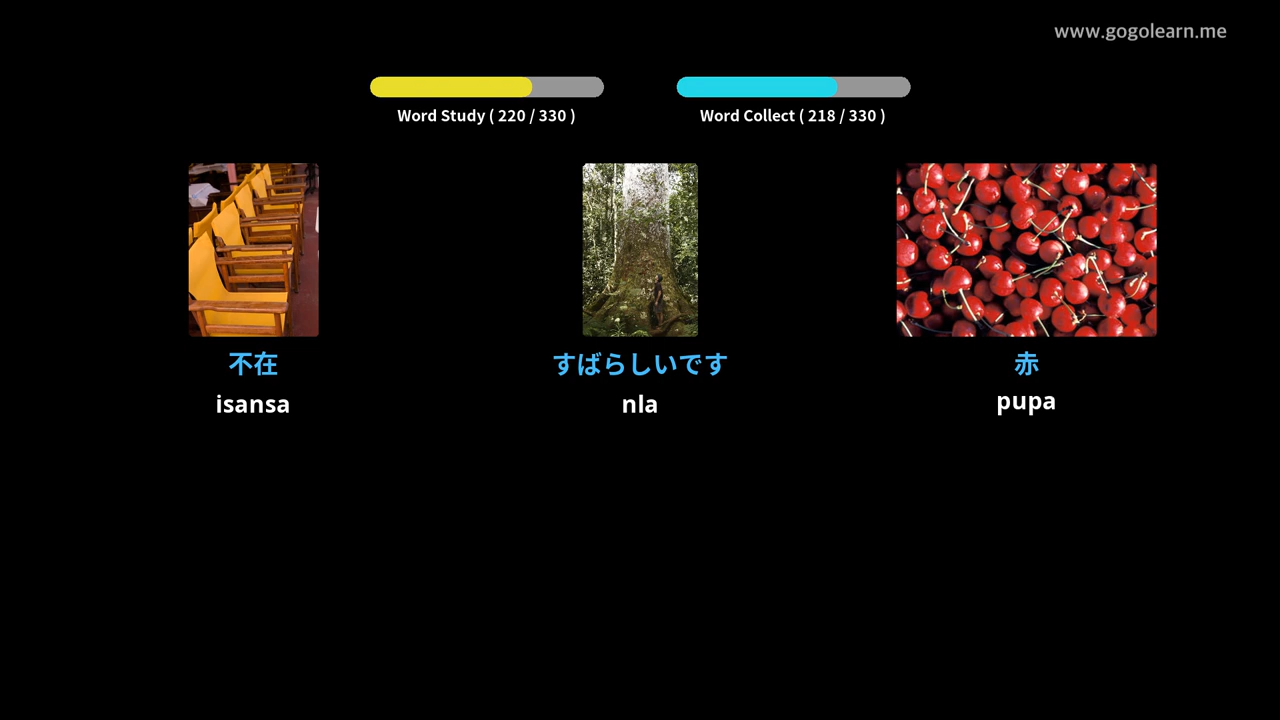 www.gogolearn.me
Word Study ( 220 / 330 )
Word Collect ( 218 / 330 )
不在
isansa
すばらしいです
nla
赤
pupa